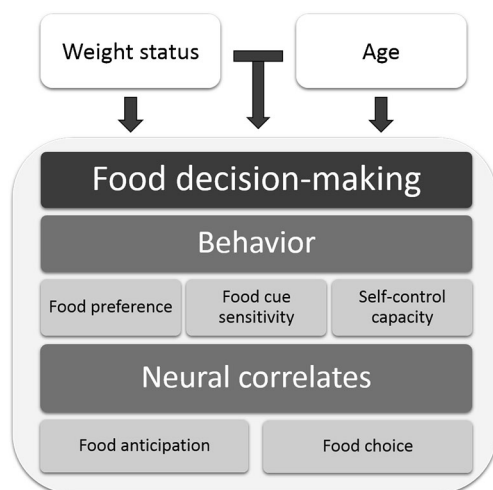 Weight status
Age
Food decision-making
Behavior
Food preference
Food cue
sensitivity
Self-control
capacity
Neural correlates
Food anticipation
Food choice